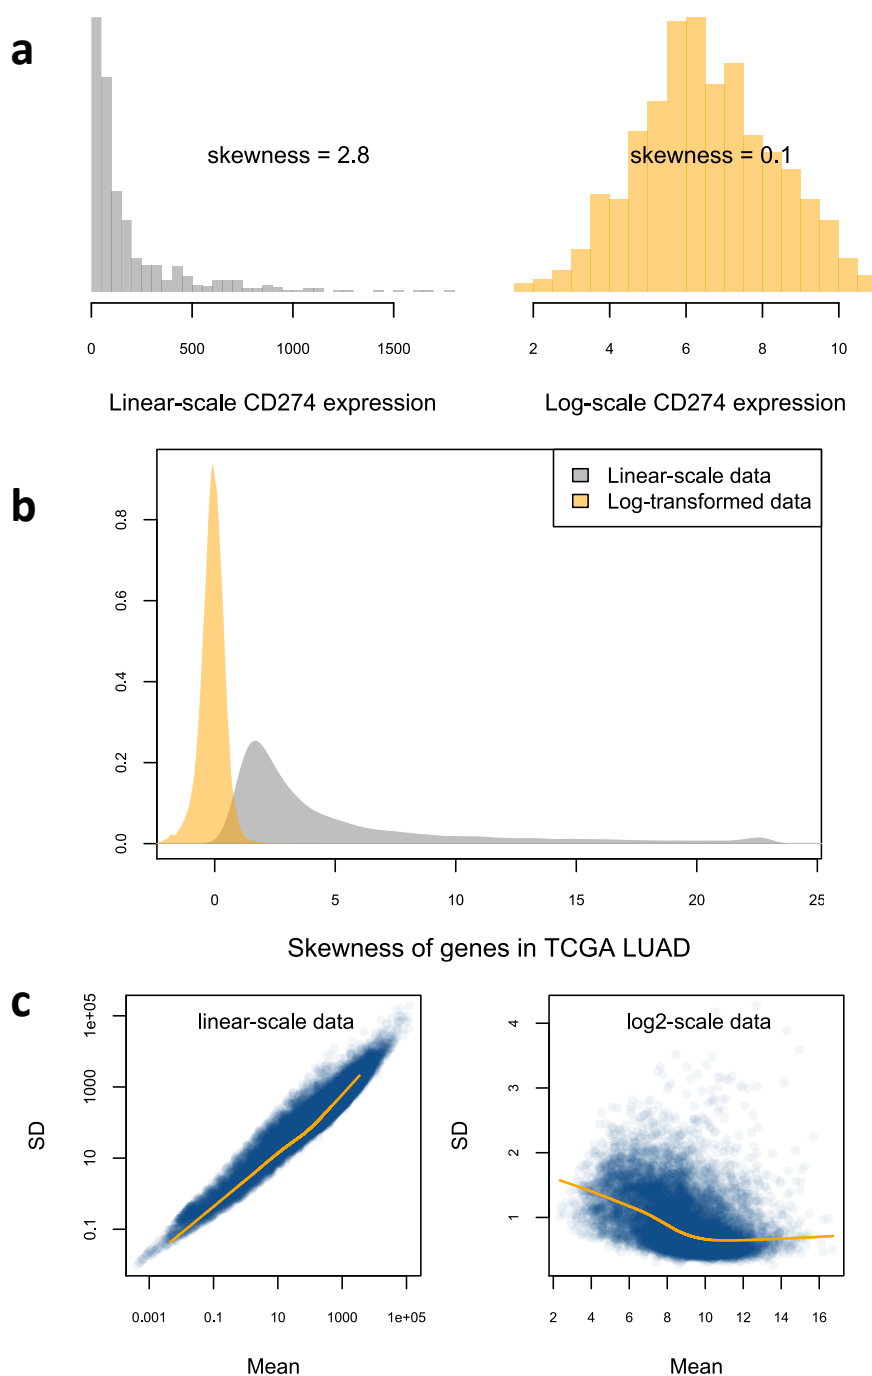 a
skewness = 2.8
skewness = 0.1
0 500 1000 1500
2 4 6 8 10
Linear-scale CD274 expression
Log-scale CD274 expression
b
Linear-scale data
Log-transformed data
0.8
0.6
0.4
0.2
0.0
0 5 10 15 20 25
Skewness of genes in TCGA LUAD
c
linear-scale data
SD
1e+05
1000
10
0.1
0.001 0.1 10 1000 1e+05
Mean
log2-scale data
SD
4
3
2
1
2 4 6 8 10 12 14 16
Mean